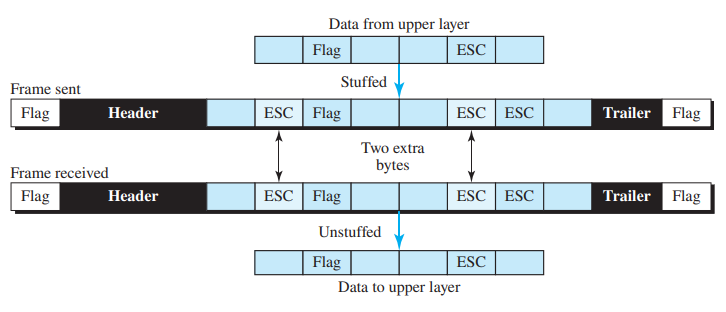 Data from upper layer
Flag ESC
Stuffed
Frame sent
Flag Header ESC Flag ESC ESC Trailer Flag
Two extra
bytes
Frame received
Flag Header ESC Flag ESC ESC Trailer Flag
Unstuffed
Flag ESC
Data to upper layer